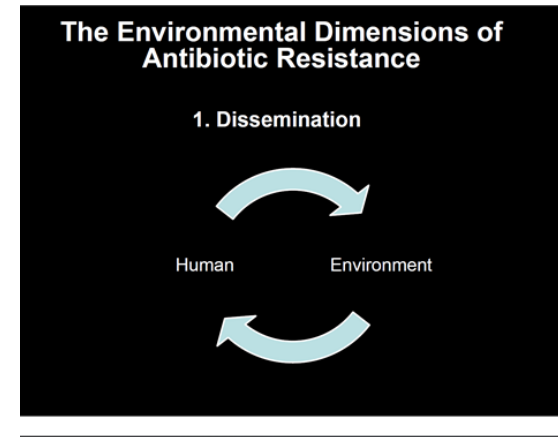 The Environmental Dimensions of
Antibiotic Resistance
1. Dissemination
Human Environment